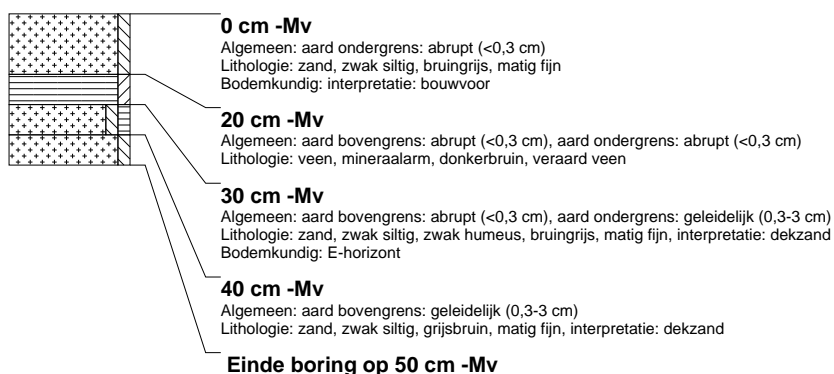 0 cm -Mv
Algemeen: aard ondergrens: abrupt (<0,3 cm)
Lithologie: zand, zwak siltig, bruingrijs, matig fijn
Bodemkundig: interpretatie: bouwvoor
20 cm -Mv
Algemeen: aard bovengrens: abrupt (<0,3 cm), aard ondergrens: abrupt (<0,3 cm)
Lithologie: veen, mineraalarm, donkerbruin, veraard veen
30 cm -Mv
Algemeen: aard bovengrens: abrupt (<0,3 cm), aard ondergrens: geleidelijk (0,3-3 cm)
Lithologie: zand, zwak siltig, zwak humeus, bruingrijs, matig fijn, interpretatie: dekzand
Bodemkundig: E-horizont
40 cm -Mv
Algemeen: aard bovengrens: geleidelijk (0,3-3 cm)
Lithologie: zand, zwak siltig, grijsbruin, matig fijn, interpretatie: dekzand
Einde boring op 50 cm -Mv